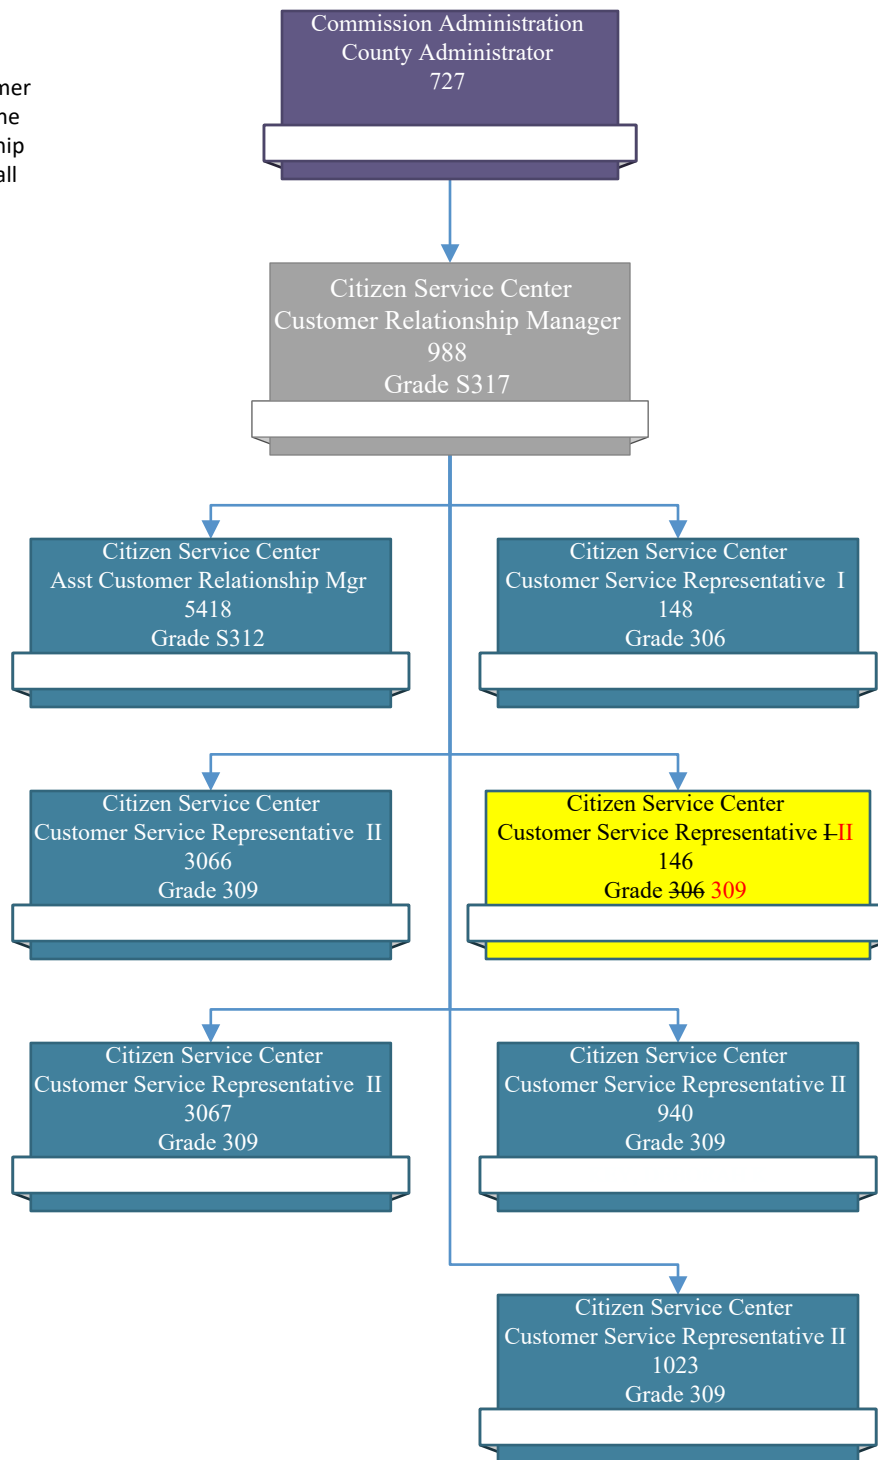 Commission Administration
County Administrator
727
all
Citizen Service Center
Customer Relationship Manager
988
Grade S317
Citizen Service Center
Asst Customer Relationship Mgr
5418
Grade S312
Citizen Service Center
Customer Service Representative I
148
Grade 306
Citizen Service Center
Customer Service Representative II
3066
Grade 309
Citizen Service Center
Customer Service Representative I II
146
Grade 306 309
Citizen Service Center
Customer Service Representative II
3067
Grade 309
Citizen Service Center
Customer Service Representative II
940
Grade 309
Citizen Service Center
Customer Service Representative II
1023
Grade 309